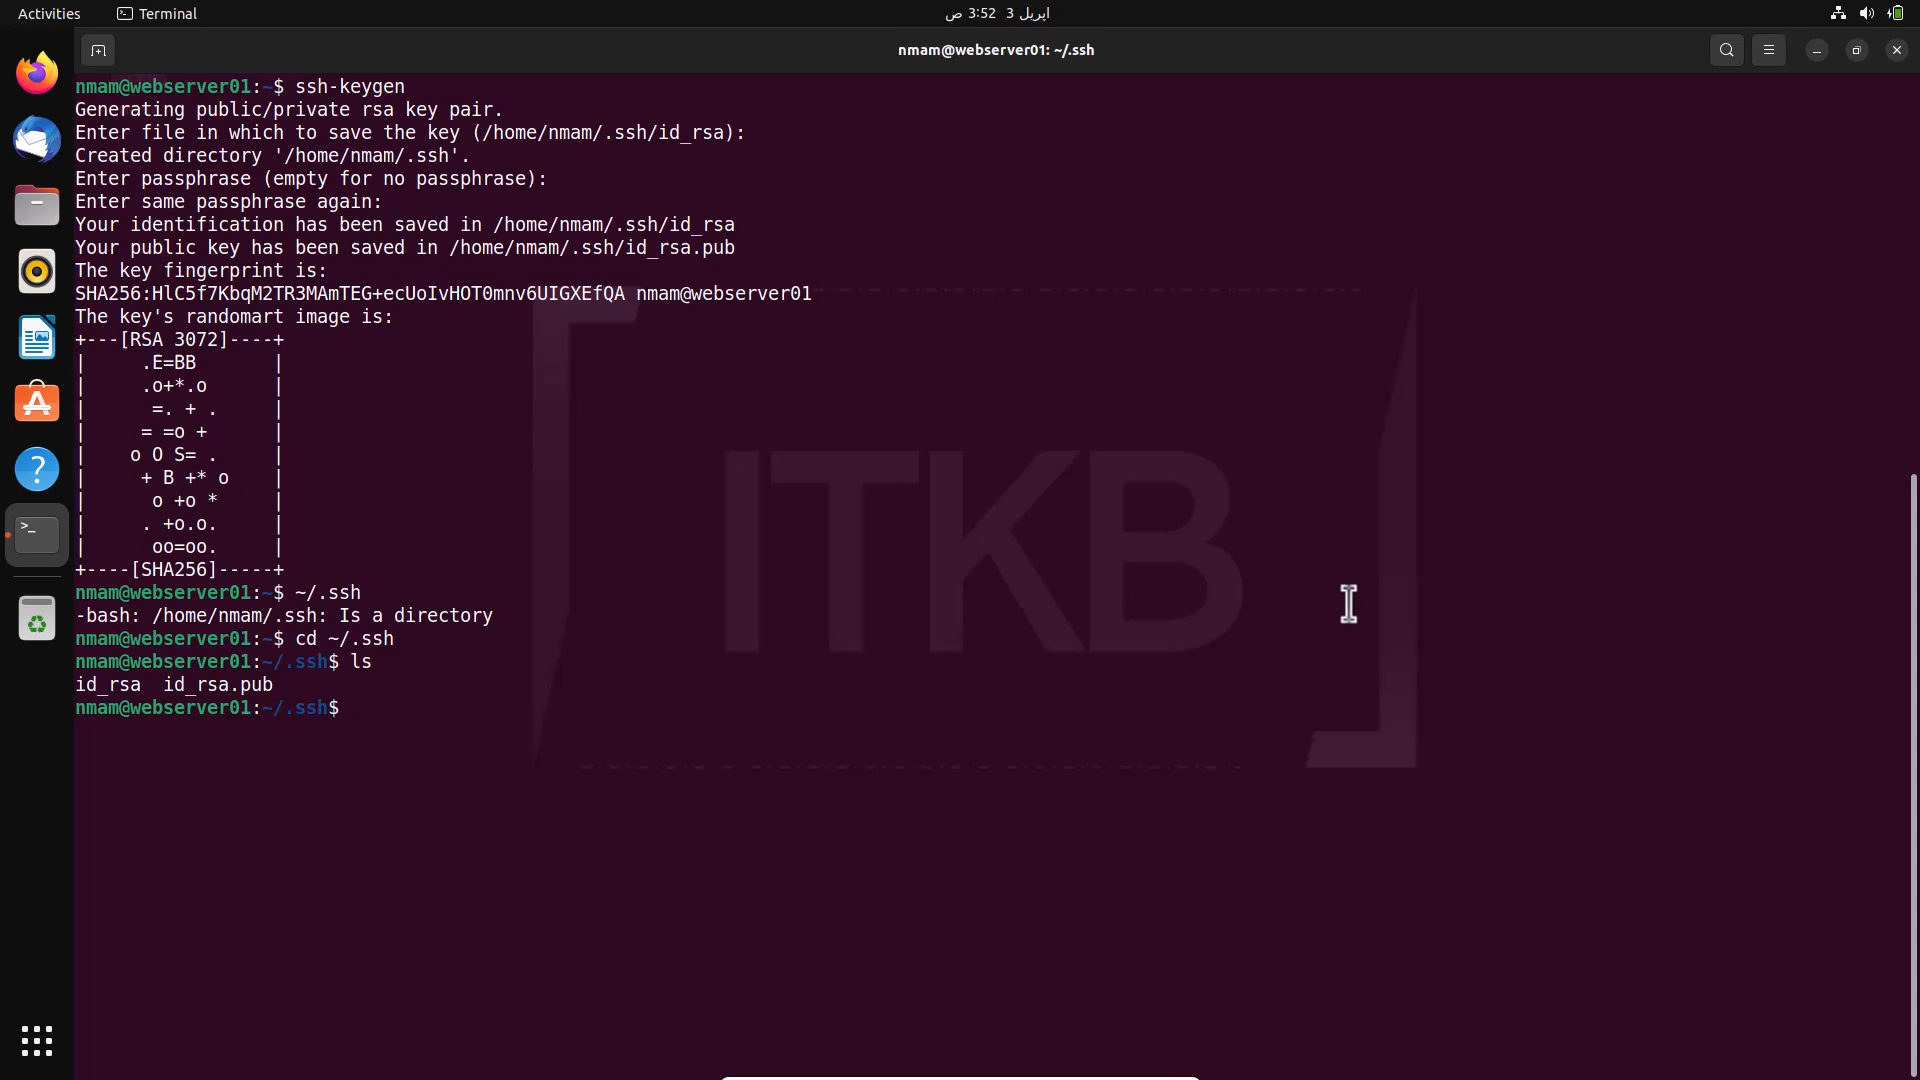 Activities
Terminal
اپریل 3  3:52 ص
nmam@webserver01: ~/.ssh
nmam@webserver01:~$ ssh-keygen
Generating public/private rsa key pair.
Enter file in which to save the key (/home/nmam/.ssh/id_rsa):
Created directory '/home/nmam/.ssh'.
Enter passphrase (empty for no passphrase):
Enter same passphrase again:
Your identification has been saved in /home/nmam/.ssh/id_rsa
Your public key has been saved in /home/nmam/.ssh/id_rsa.pub
The key fingerprint is:
SHA256:HlC5f7KbqM2TR3MAmTEG+ecUoIvHOT0mnv6UIGXEfQA nmam@webserver01
The key's randomart image is:
+---[RSA 3072]----+
|     .E=BB       |
|     .o+*.o      |
|      =. + .     |
|     = =o +      |
|    o O S= .     |
|     + B +* o    |
|      o +o *     |
|     . +o.o.     |
|      oo=oo.     |
+----[SHA256]-----+
nmam@webserver01:~$ ~/.ssh
-bash: /home/nmam/.ssh: Is a directory
nmam@webserver01:~$ cd ~/.ssh
nmam@webserver01:~/.ssh$ ls
id_rsa  id_rsa.pub
nmam@webserver01:~/.ssh$
ITKB